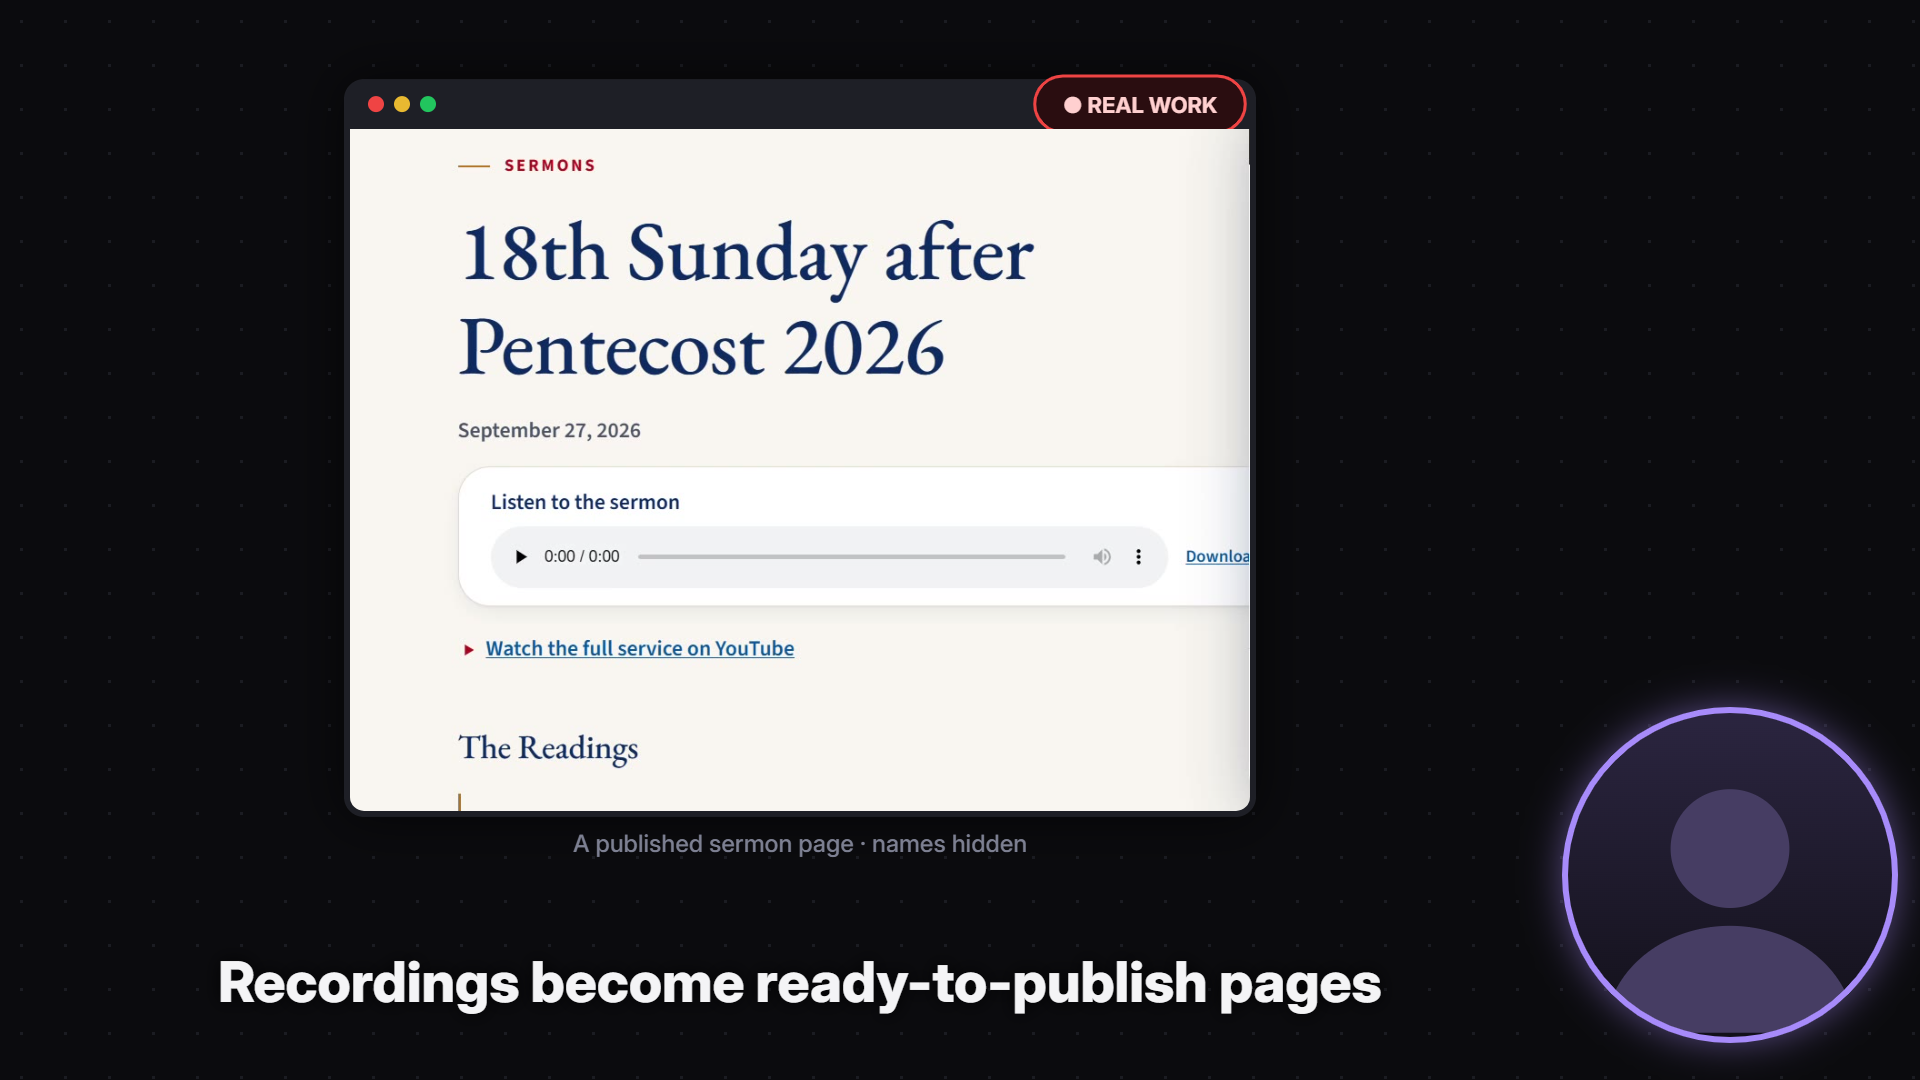 REAL WORK
SERMONS
18th Sunday after
Pentecost 2026
September 27, 2026
Listen to the sermon
0:00 / 0:00
Downloa
Watch the full service on YouTube
The Readings
A published sermon page · names hidden
Recordings become ready-to-publish pages